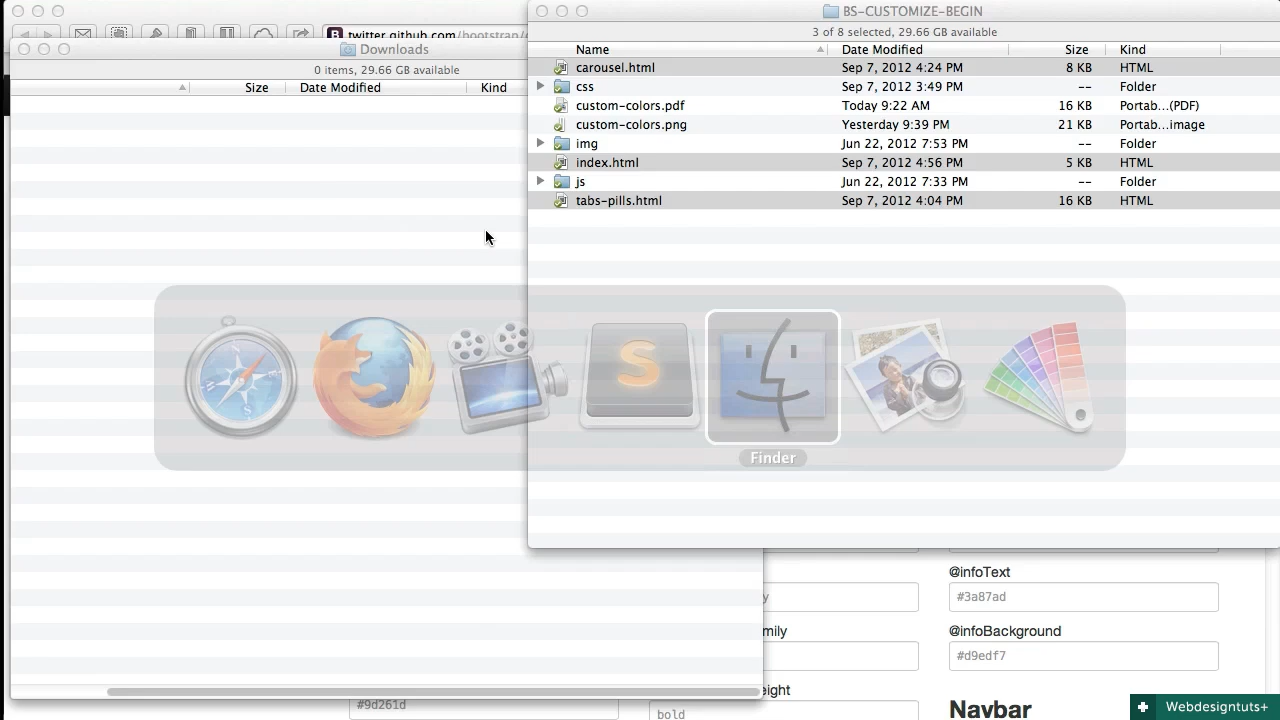 BS-CUSTOMIZE-BEGIN
3 of 8 selected, 29.66 GB available
Name Date Modified Size Kind
carousel.html Sep 7, 2012 4:24 PM 8 KB HTML
css Sep 7, 2012 3:49 PM -- Folder
custom-colors.pdf Today 9:22 AM 16 KB Portab...(PDF)
custom-colors.png Yesterday 9:39 PM 21 KB Portab...image
img Jun 22, 2012 7:53 PM -- Folder
index.html Sep 7, 2012 4:56 PM 5 KB HTML
js Jun 22, 2012 7:33 PM -- Folder
tabs-pills.html Sep 7, 2012 4:04 PM 16 KB HTML
twitter.github.com/bootstrap/
Downloads
0 items, 29.66 GB available
Size Date Modified Kind
S
Finder
@infoText
y
#3a87ad
mily
@infoBackground
#d9edf7
eight
#9d261d
bold
Navbar
Webdesigntuts+